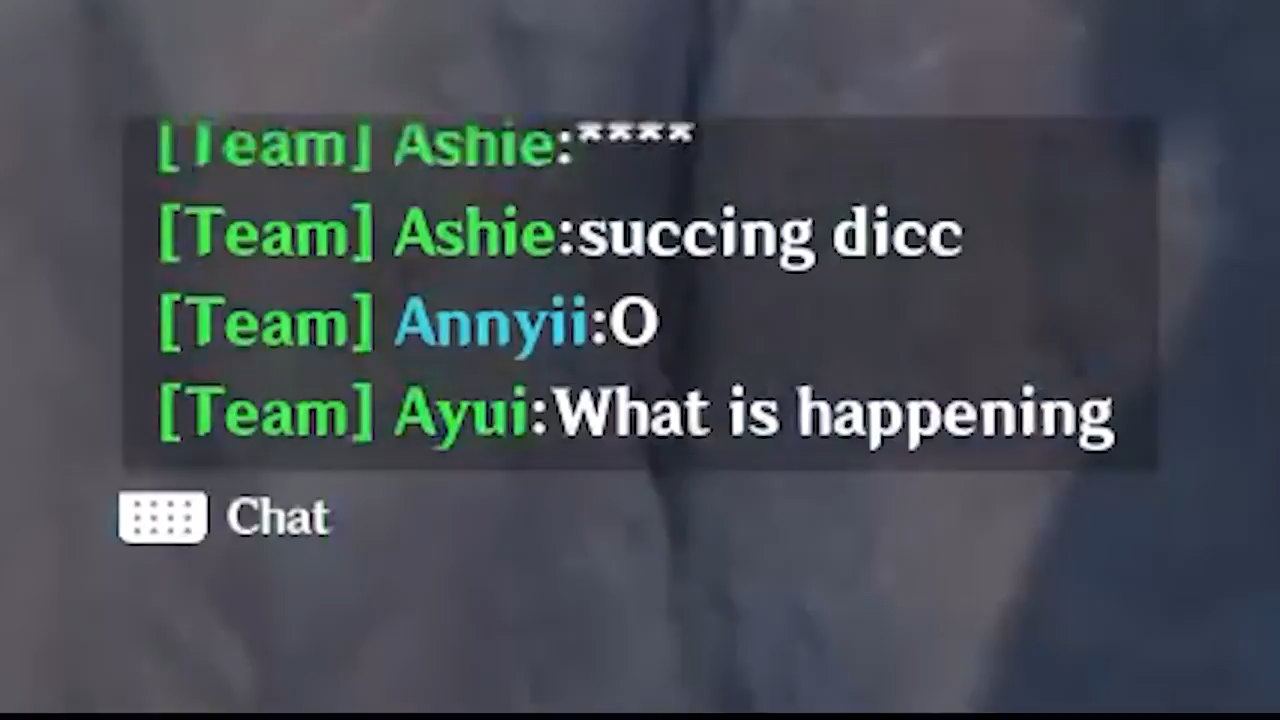 [Team] Ashie:****
[Team] Ashie:succing dicc
[Team] Annyii:O
[Team] Ayui:What is happening
Chat